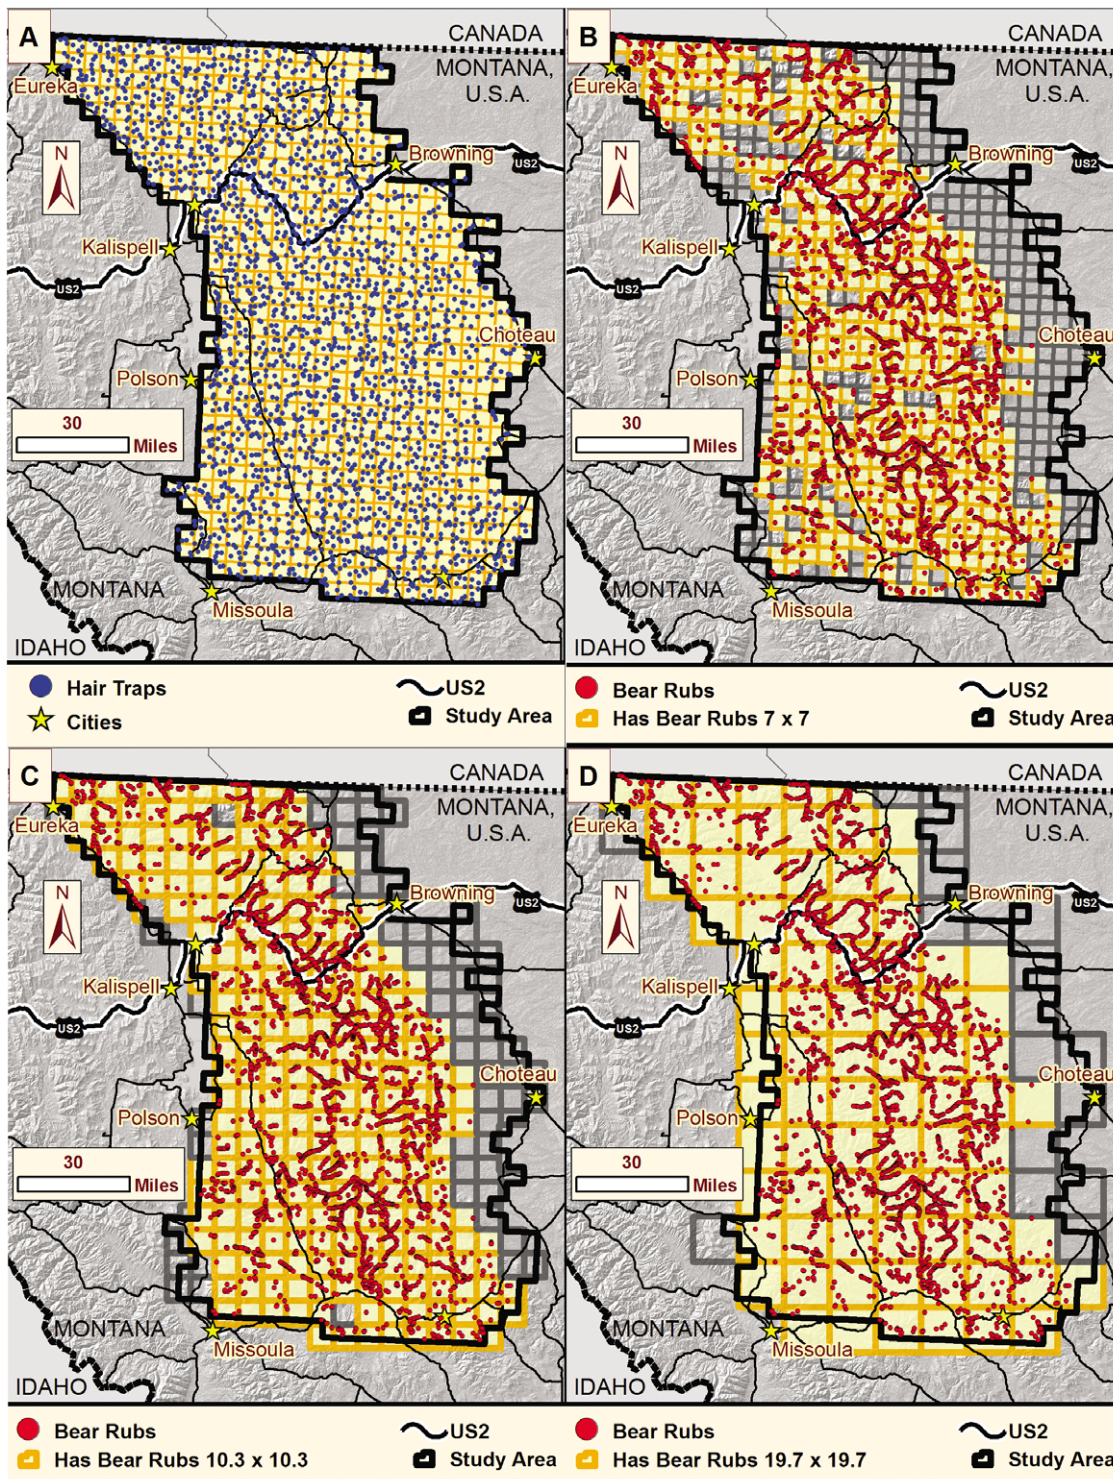 A
CANADA
MONTANA,
U.S.A.
Eureka
N
Browning
US2
Kalispell
US2
Choteau
Polson
30
Miles
MONTANA
Missoula
IDAHO
Hair Traps
US2
Cities
Study Area
B
CANADA
MONTANA,
U.S.A.
Eureka
N
Browning
US2
Kalispell
US2
Choteau
Polson
30
Miles
MONTANA
Missoula
IDAHO
Bear Rubs
US2
Has Bear Rubs 7 x 7
Study Area
C
CANADA
MONTANA,
U.S.A.
Eureka
N
Browning
US2
Kalispell
US2
Choteau
Polson
30
Miles
MONTANA
Missoula
IDAHO
Bear Rubs
US2
Has Bear Rubs 10.3 x 10.3
Study Area
D
CANADA
MONTANA,
U.S.A.
Eureka
N
Browning
US2
Kalispell
US2
Choteau
Polson
30
Miles
MONTANA
Missoula
IDAHO
Bear Rubs
US2
Has Bear Rubs 19.7 x 19.7
Study Area